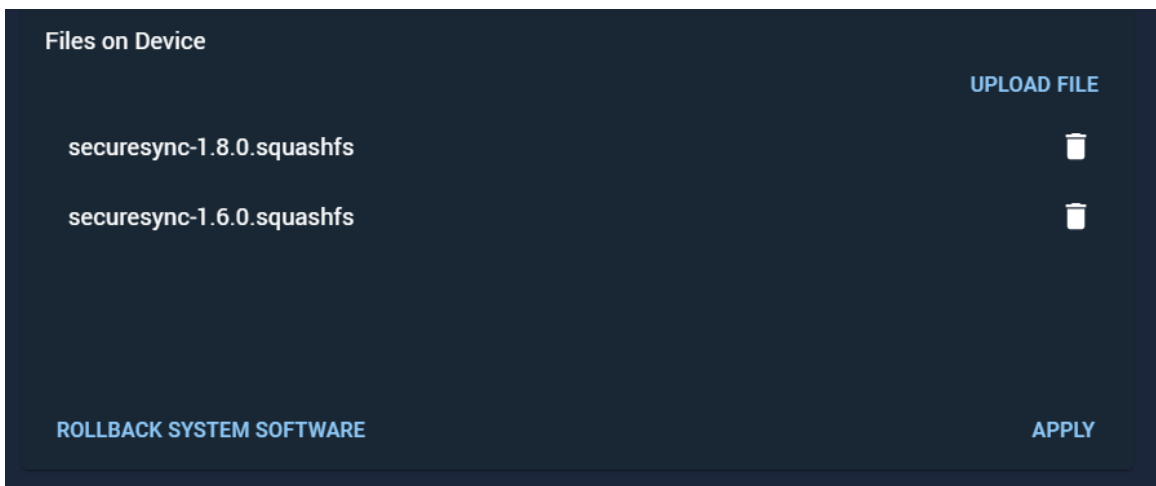 Files on Device
UPLOAD FILE
securesync-1.8.0.squashfs
securesync-1.6.0.squashfs
ROLLBACK SYSTEM SOFTWARE
APPLY